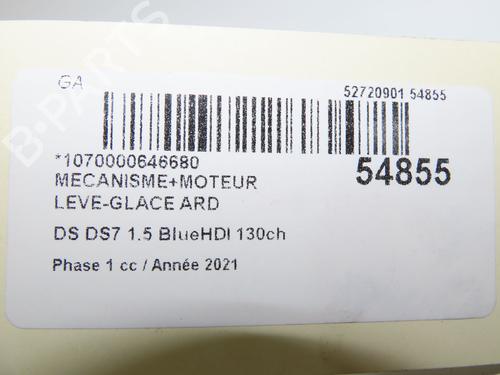 B-PARTS
GA
52720901 54855
*1070000646680
54855
MECANISME+MOTEUR
LEVE-GLACE ARD
DS DS7 1.5 BlueHDI 130ch
Phase 1 cc / Année 2021